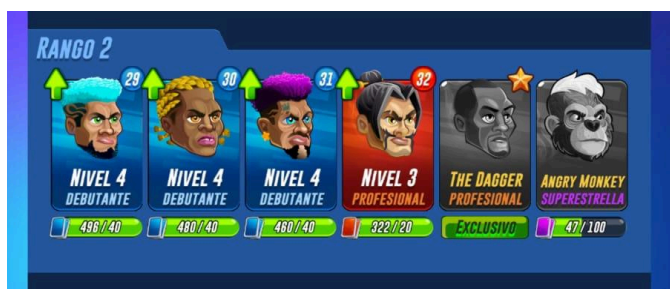 RANGO 2
29 30 31 32
NIVEL 4 NIVEL 4 NIVEL 4 NIVEL 3 THE DAGGER ANGRY MONKEY
DEBUTANTE DEBUTANTE DEBUTANTE PROFESIONAL PROFESIONAL SUPERESTRELLA
496/40 480/40 460/40 322/20 EXCLUSIVO 47/100